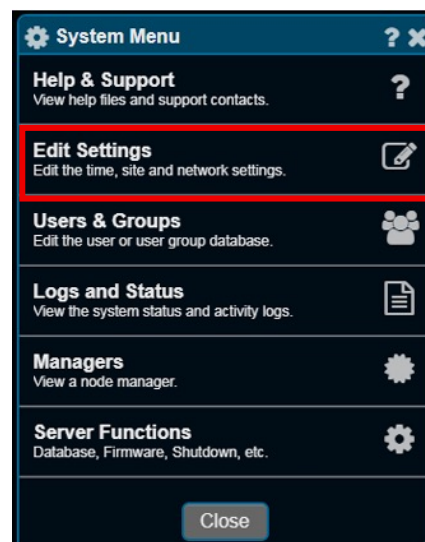 System Menu ?
Help & Support
View help files and support contacts.
?
Edit Settings
Edit the time, site and network settings.
Users & Groups
Edit the user or user group database.
Logs and Status
View the system status and activity logs.
Managers
View a node manager.
Server Functions
Database, Firmware, Shutdown, etc.
Close